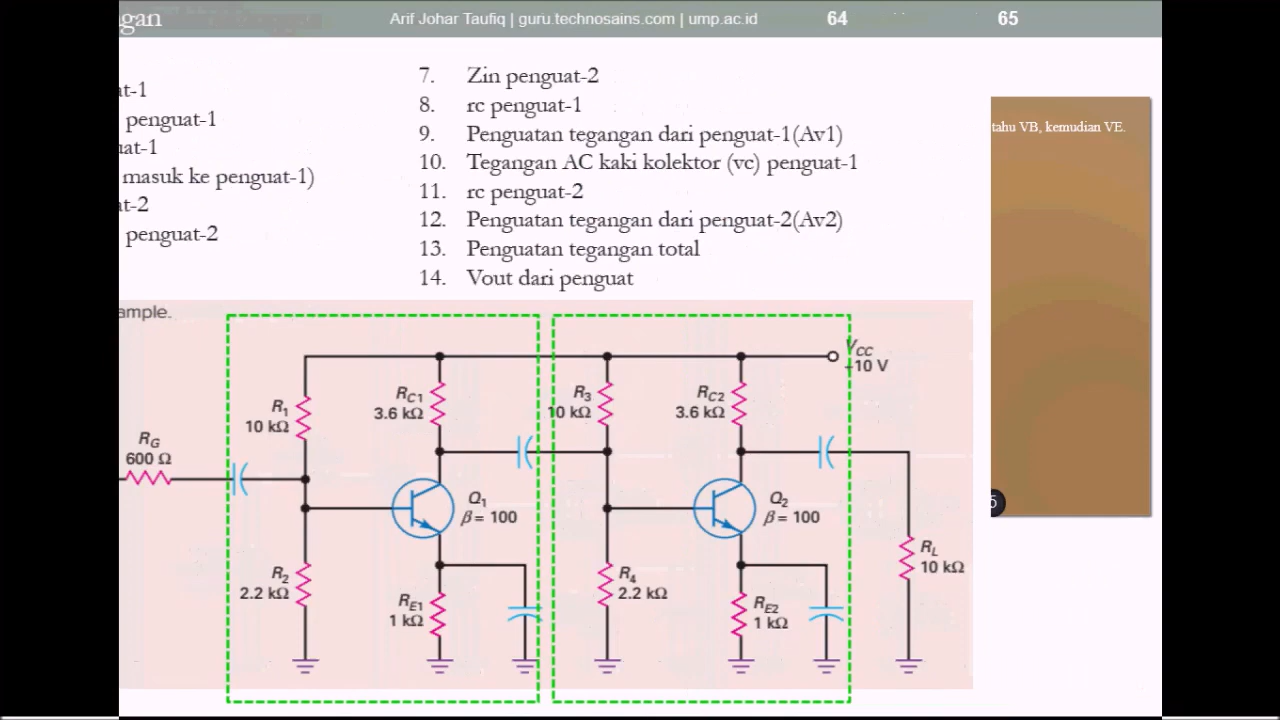 gan
Arif Johar Taufiq | guru.technosains.com | ump.ac.id
64
65
at-1
penguat-1
uat-1
masuk ke penguat-1)
at-2
penguat-2
7. Zin penguat-2
8. rc penguat-1
9. Penguatan tegangan dari penguat-1(Av1)
10. Tegangan AC kaki kolektor (vc) penguat-1
11. rc penguat-2
12. Penguatan tegangan dari penguat-2(Av2)
13. Penguatan tegangan total
14. Vout dari penguat
tahu VB, kemudian VE.
ample.
VCC
10 V
R1
10 kΩ
RC1
3.6 kΩ
R3
10 kΩ
RC2
3.6 kΩ
RG
600 Ω
Q1
β = 100
Q2
β = 100
R2
2.2 kΩ
RE1
1 kΩ
R4
2.2 kΩ
RE2
1 kΩ
RL
10 kΩ